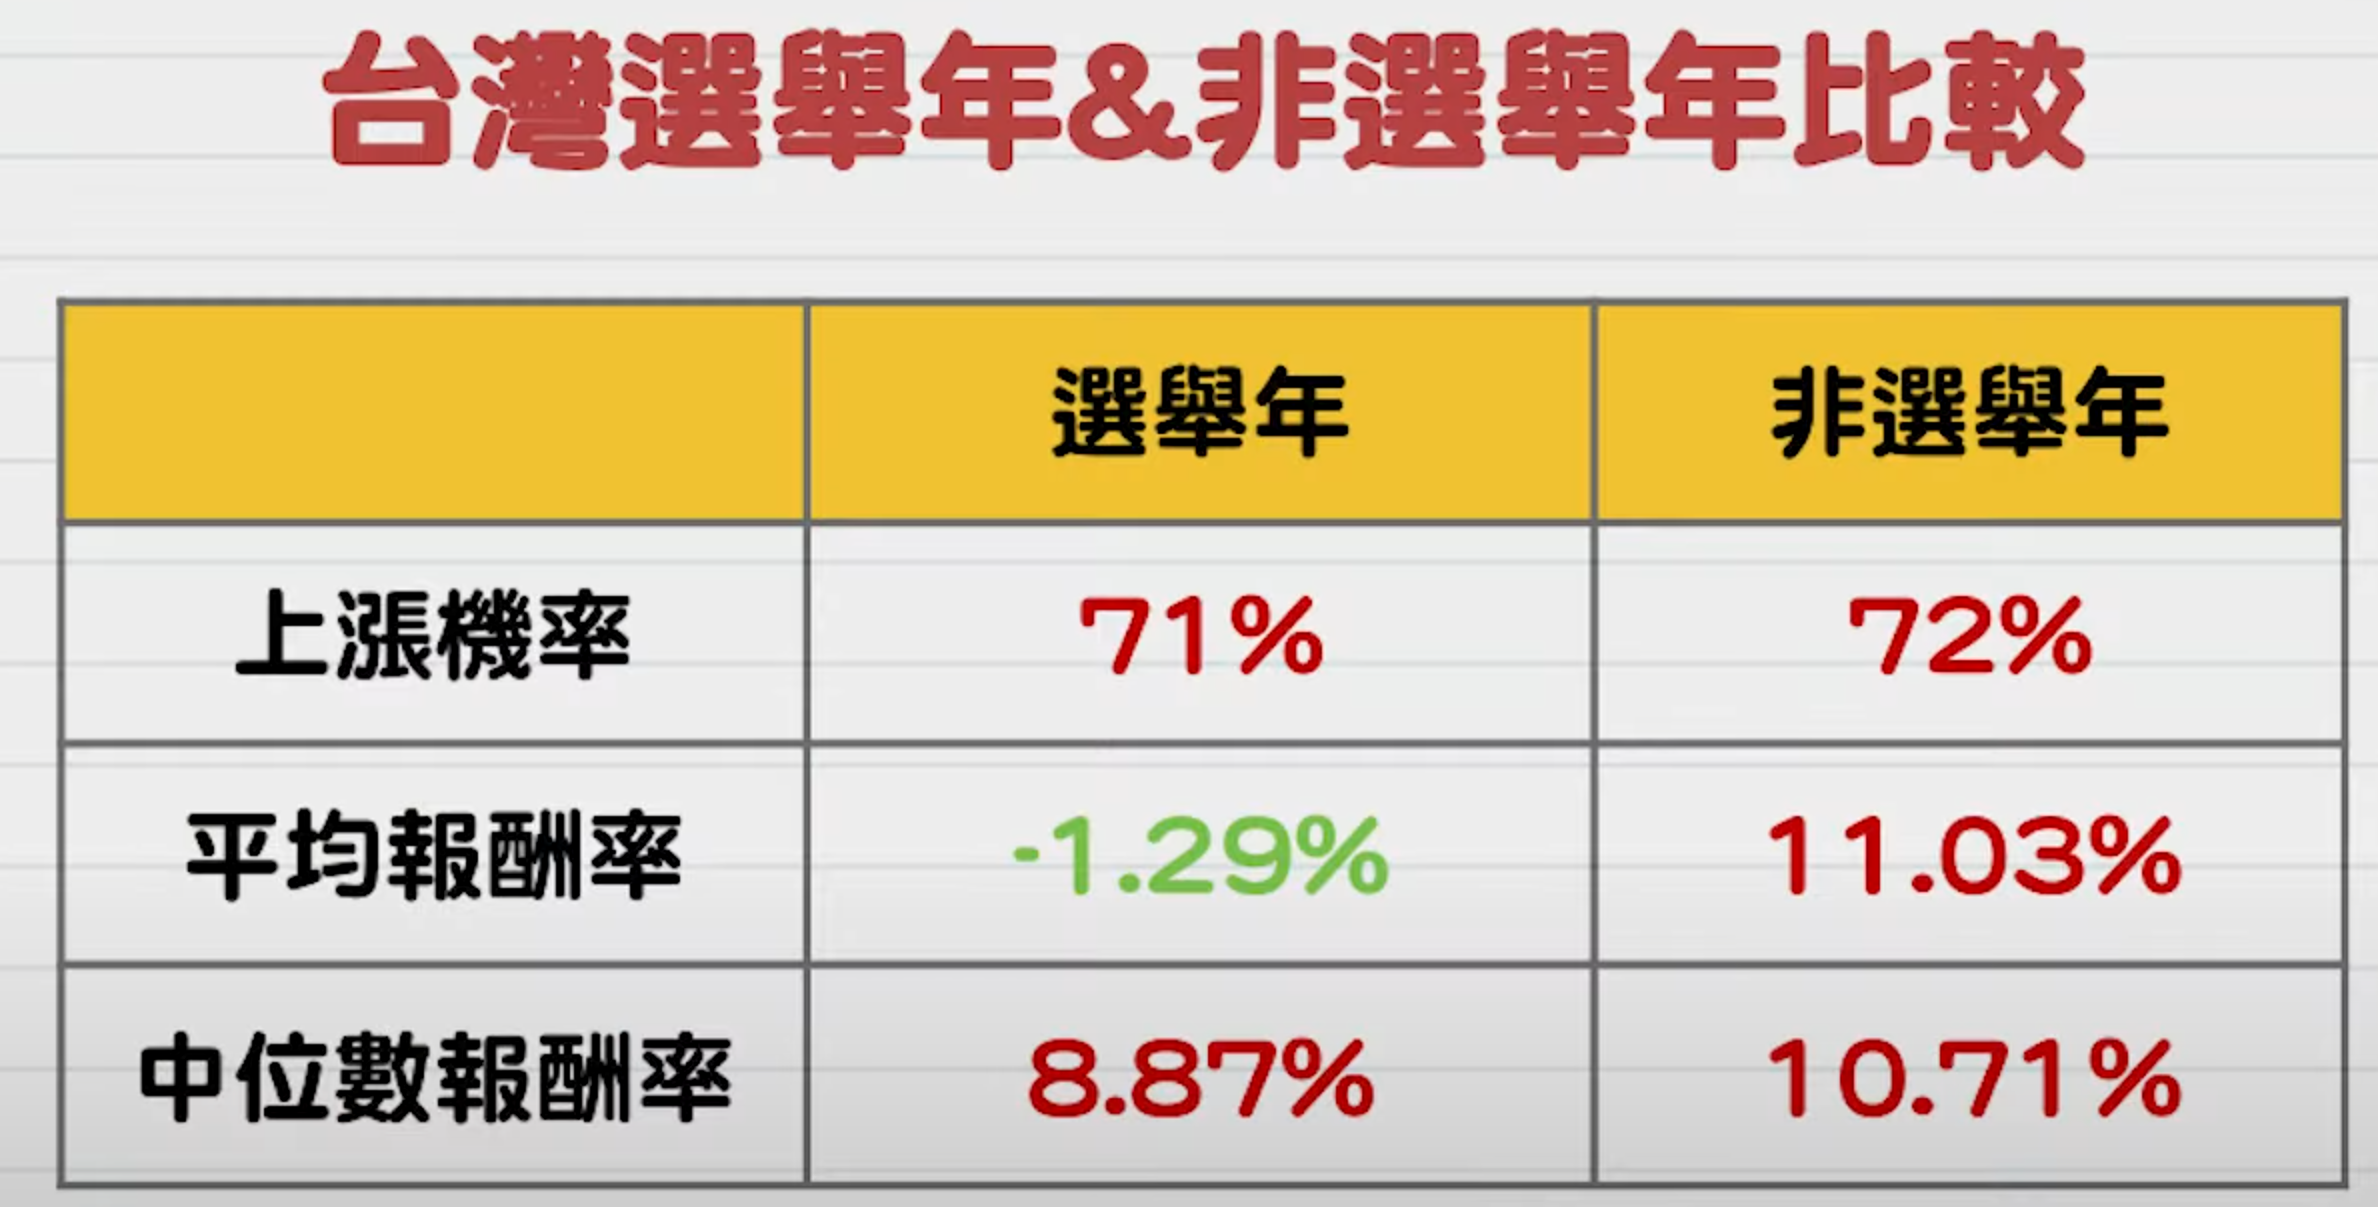 台灣選舉年&非選舉年比較
選舉年 非選舉年
上漲機率 71% 72%
平均報酬率 -1.29% 11.03%
中位數報酬率 8.87% 10.71%